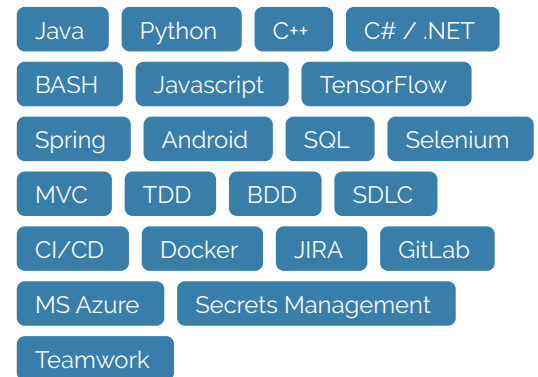 Java Python C++ C# / .NET
BASH Javascript TensorFlow
Spring Android SQL Selenium
MVC TDD BDD SDLC
CI/CD Docker JIRA GitLab
MS Azure Secrets Management
Teamwork